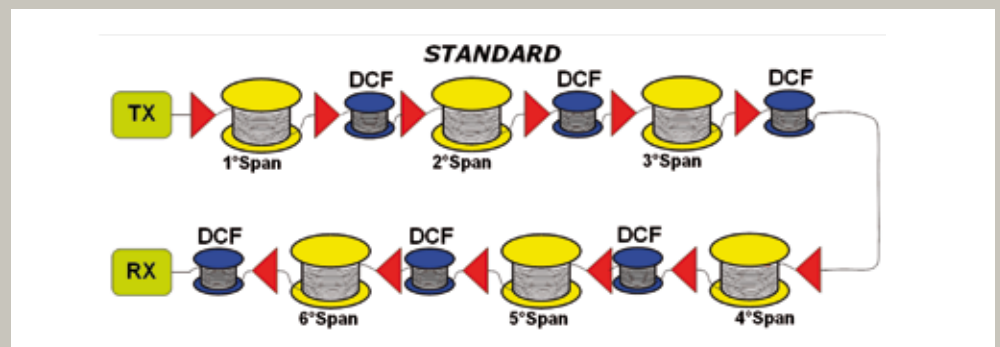 STANDARD
DCF DCF DCF
TX
1°Span 2°Span 3°Span
DCF DCF DCF
RX
6°Span 5°Span 4°Span